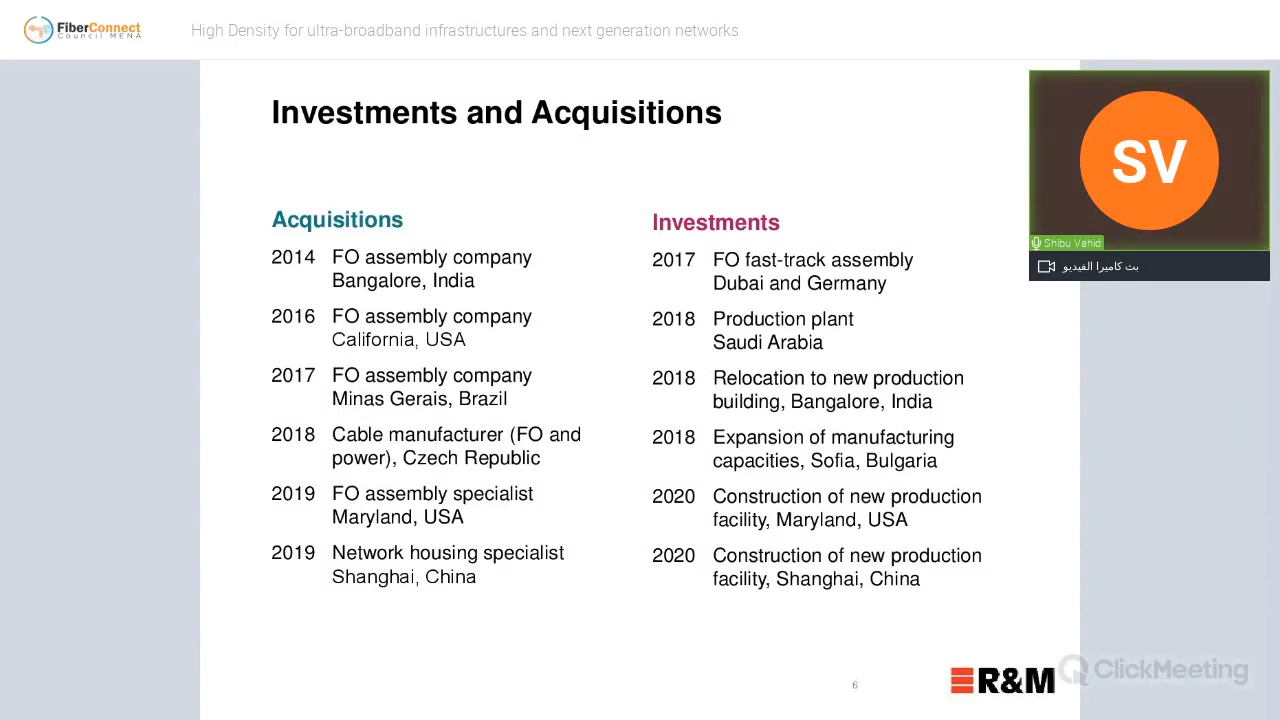 FiberConnect
Council MENA
High Density for ultra-broadband infrastructures and next generation networks
Investments and Acquisitions
Acquisitions
2014 FO assembly company
Bangalore, India
2016 FO assembly company
California, USA
2017 FO assembly company
Minas Gerais, Brazil
2018 Cable manufacturer (FO and
power), Czech Republic
2019 FO assembly specialist
Maryland, USA
2019 Network housing specialist
Shanghai, China
Investments
2017 FO fast-track assembly
Dubai and Germany
2018 Production plant
Saudi Arabia
2018 Relocation to new production
building, Bangalore, India
2018 Expansion of manufacturing
capacities, Sofia, Bulgaria
2020 Construction of new production
facility, Maryland, USA
2020 Construction of new production
facility, Shanghai, China
SV
Shibu Vahid
بث كاميرا الفيديو
6
R&M
ClickMeeting